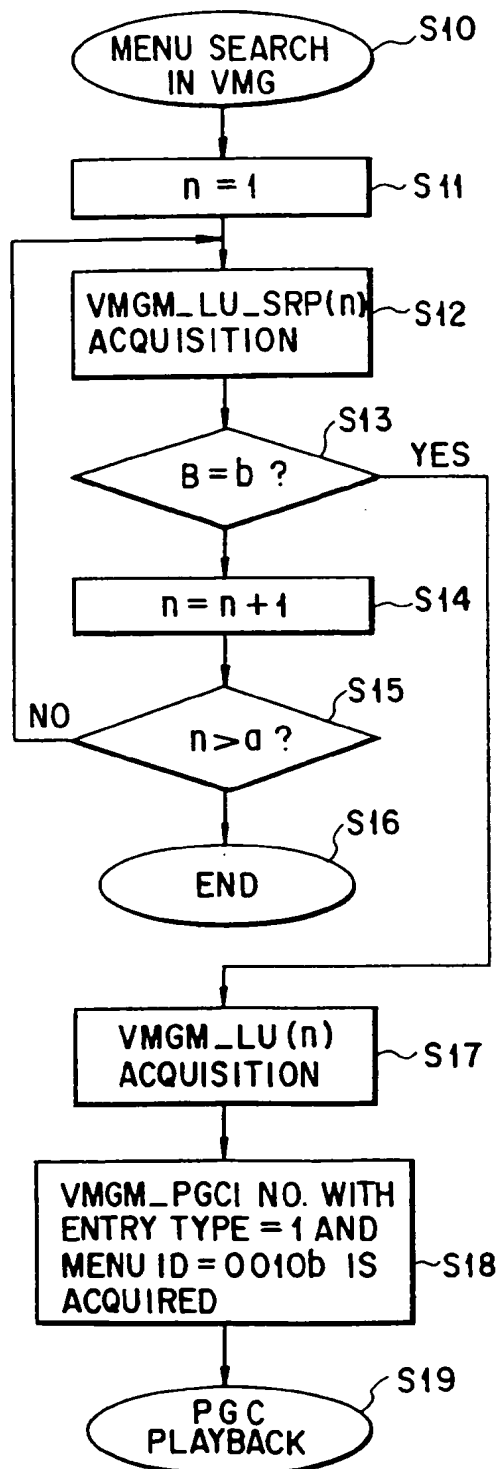 MENU SEARCH
IN VMG
S10
n = 1
S11
VMGM_LU_SRP(n)
ACQUISITION
S12
B = b ?
S13
YES
n = n + 1
S14
n > a ?
S15
NO
END
S16
VMGM_LU (n)
ACQUISITION
S17
VMGM_PGCI NO. WITH
ENTRY TYPE = 1 AND
MENU ID = 0010b IS
ACQUIRED
S18
PGC
PLAYBACK
S19